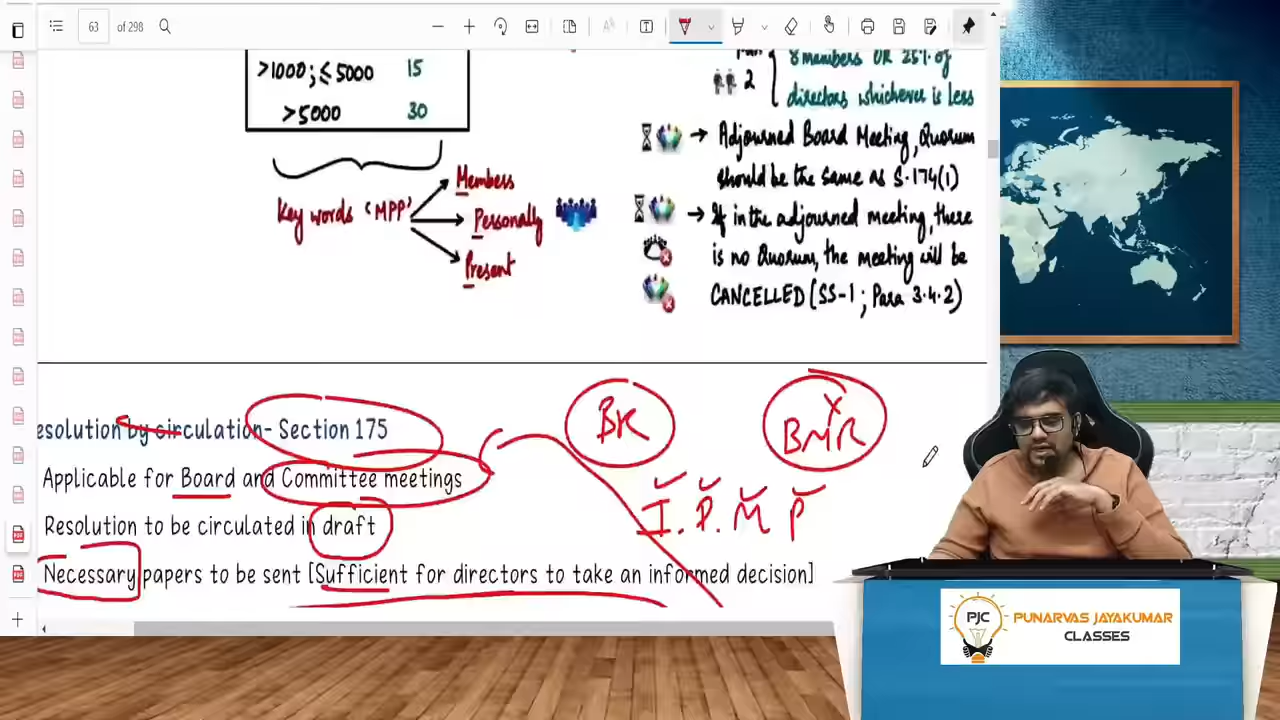 63 of 298
8 members OR 25% of
2
directors whichever is less
>1000; ≤ 5000 15
>5000 30
→ Adjourned Board Meeting, Quorum
should be the same as S.174(1)
→ If in the adjourned meeting, there
is no Quorum, the meeting will be
CANCELLED (SS-1; Para 3.4.2)
Key words 'MPP'
Members
Personally
Present
esolution by circulation- Section 175
BR
BMR
Applicable for Board and Committee meetings
I. P. M P
Resolution to be circulated in draft
Necessary papers to be sent [Sufficient for directors to take an informed decision]
PJC
PUNARVAS JAYAKUMAR
CLASSES